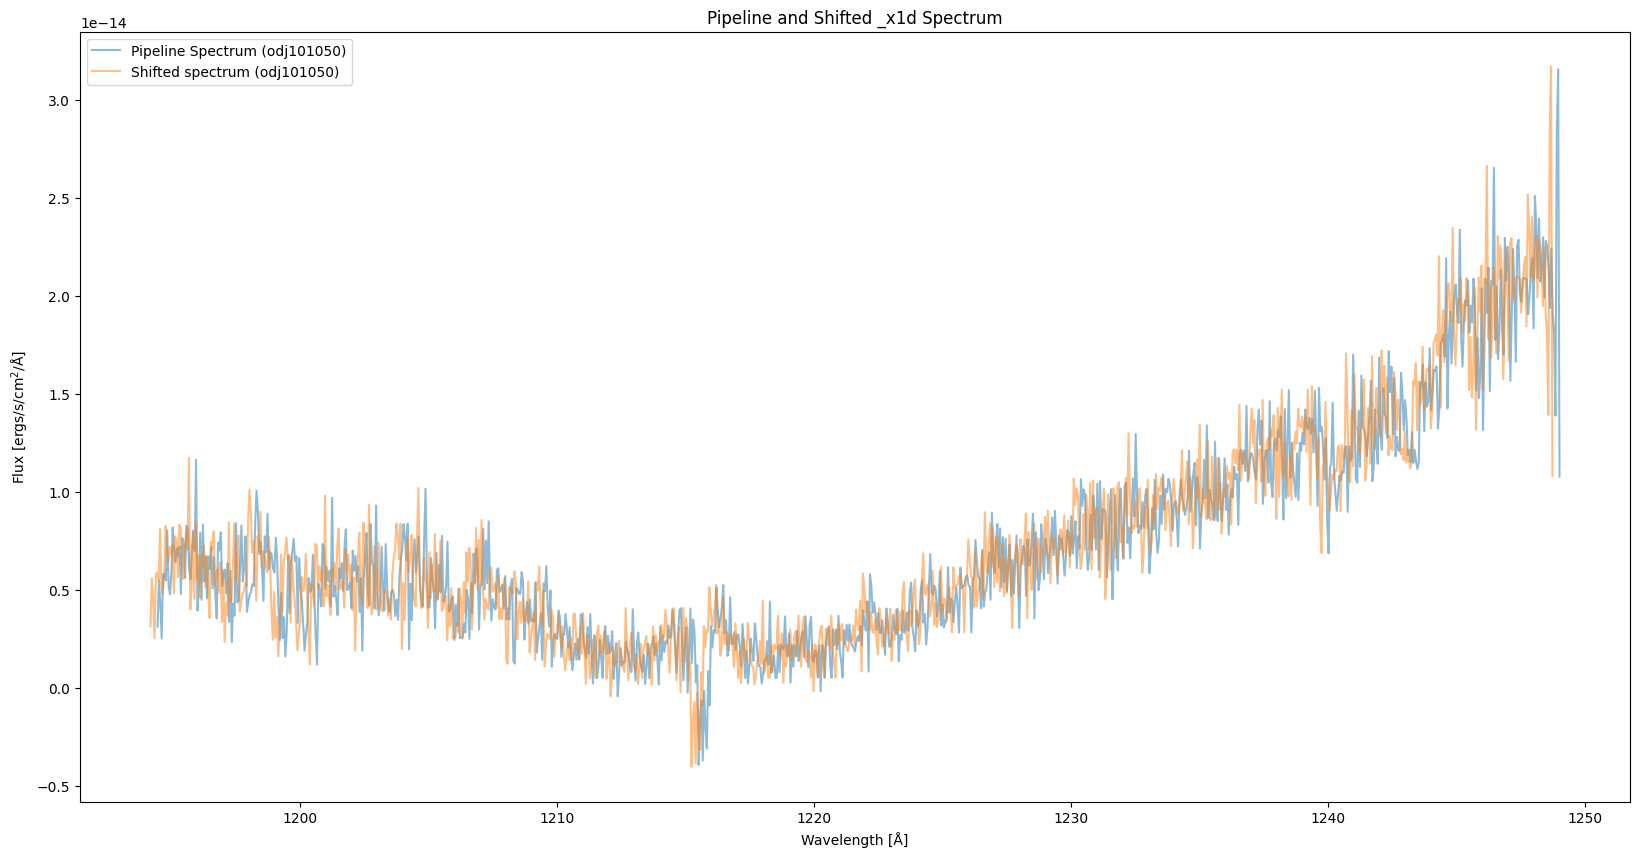 Pipeline and Shifted _x1d Spectrum
1e−14
Pipeline Spectrum (odj101050)
Shifted spectrum (odj101050)
3.0
2.5
2.0
1.5
1.0
0.5
0.0
−0.5
Flux [ergs/s/cm²/Å]
1200 1210 1220 1230 1240 1250
Wavelength [Å]